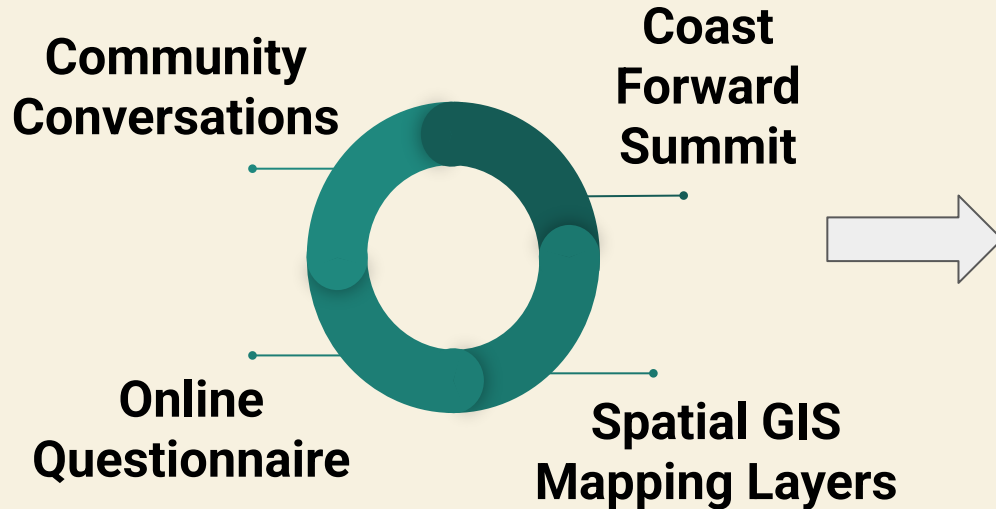 Community
Conversations
Coast
Forward
Summit
Online
Questionnaire
Spatial GIS
Mapping Layers